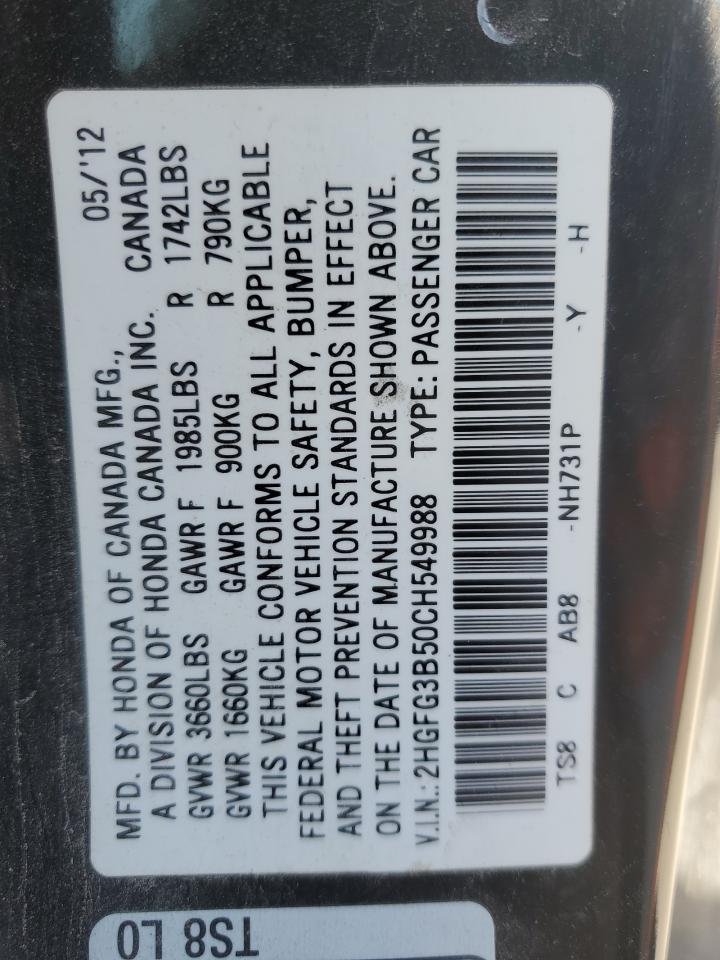 MFD. BY HONDA OF CANADA MFG., 05/'12
A DIVISION OF HONDA CANADA INC. CANADA
GVWR 3660LBS GAWR F 1985LBS R 1742LBS
GVWR 1660KG GAWR F 900KG R 790KG
THIS VEHICLE CONFORMS TO ALL APPLICABLE
FEDERAL MOTOR VEHICLE SAFETY, BUMPER,
AND THEFT PREVENTION STANDARDS IN EFFECT
ON THE DATE OF MANUFACTURE SHOWN ABOVE.
V.I.N.: 2HGFG3B50CH549988 TYPE: PASSENGER CAR
TS8 C AB8 -NH731P -Y -H
TS8 L0